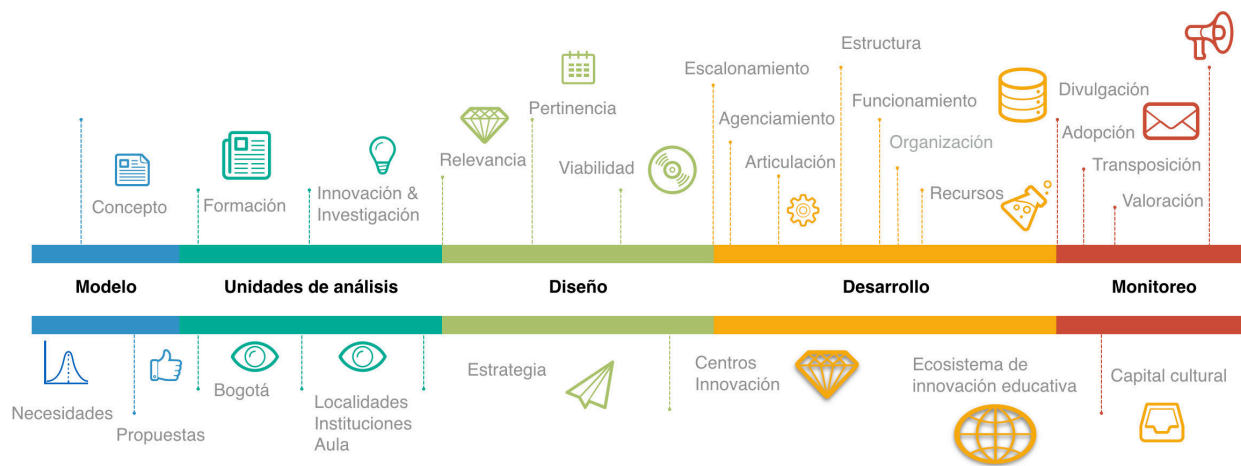 Estructura
Escalonamiento
Divulgación
Pertinencia
Funcionamiento
Agenciamiento
Adopción
Organización
Relevancia
Viabilidad
Articulación
Transposición
Concepto
Formación
Innovación &
Investigación
Recursos
Valoración
Modelo
Unidades de análisis
Diseño
Desarrollo
Monitoreo
Necesidades
Propuestas
Bogotá
Localidades
Instituciones
Aula
Estrategia
Centros
Innovación
Ecosistema de
innovación educativa
Capital cultural